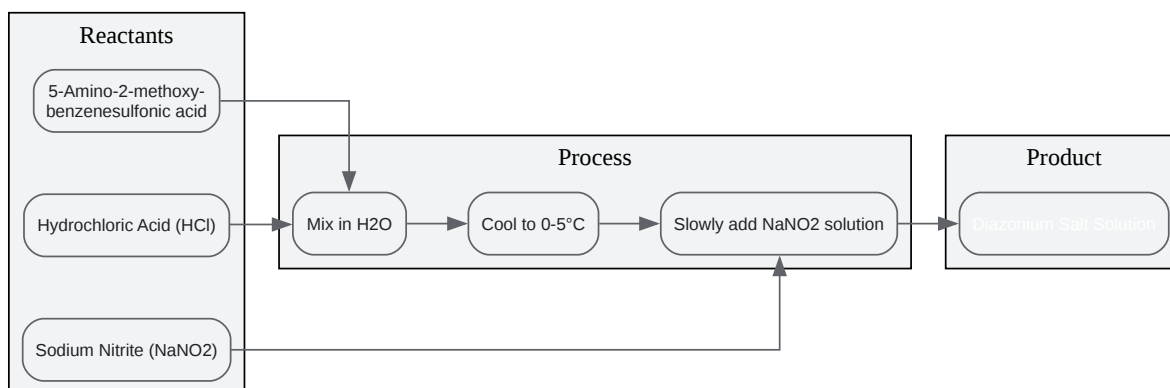 Reactants
5-Amino-2-methoxy-
benzenesulfonic acid
Hydrochloric Acid (HCl)
Sodium Nitrite (NaNO2)
Process
Mix in H2O
Cool to 0-5°C
Slowly add NaNO2 solution
Product
Diazonium Salt Solution